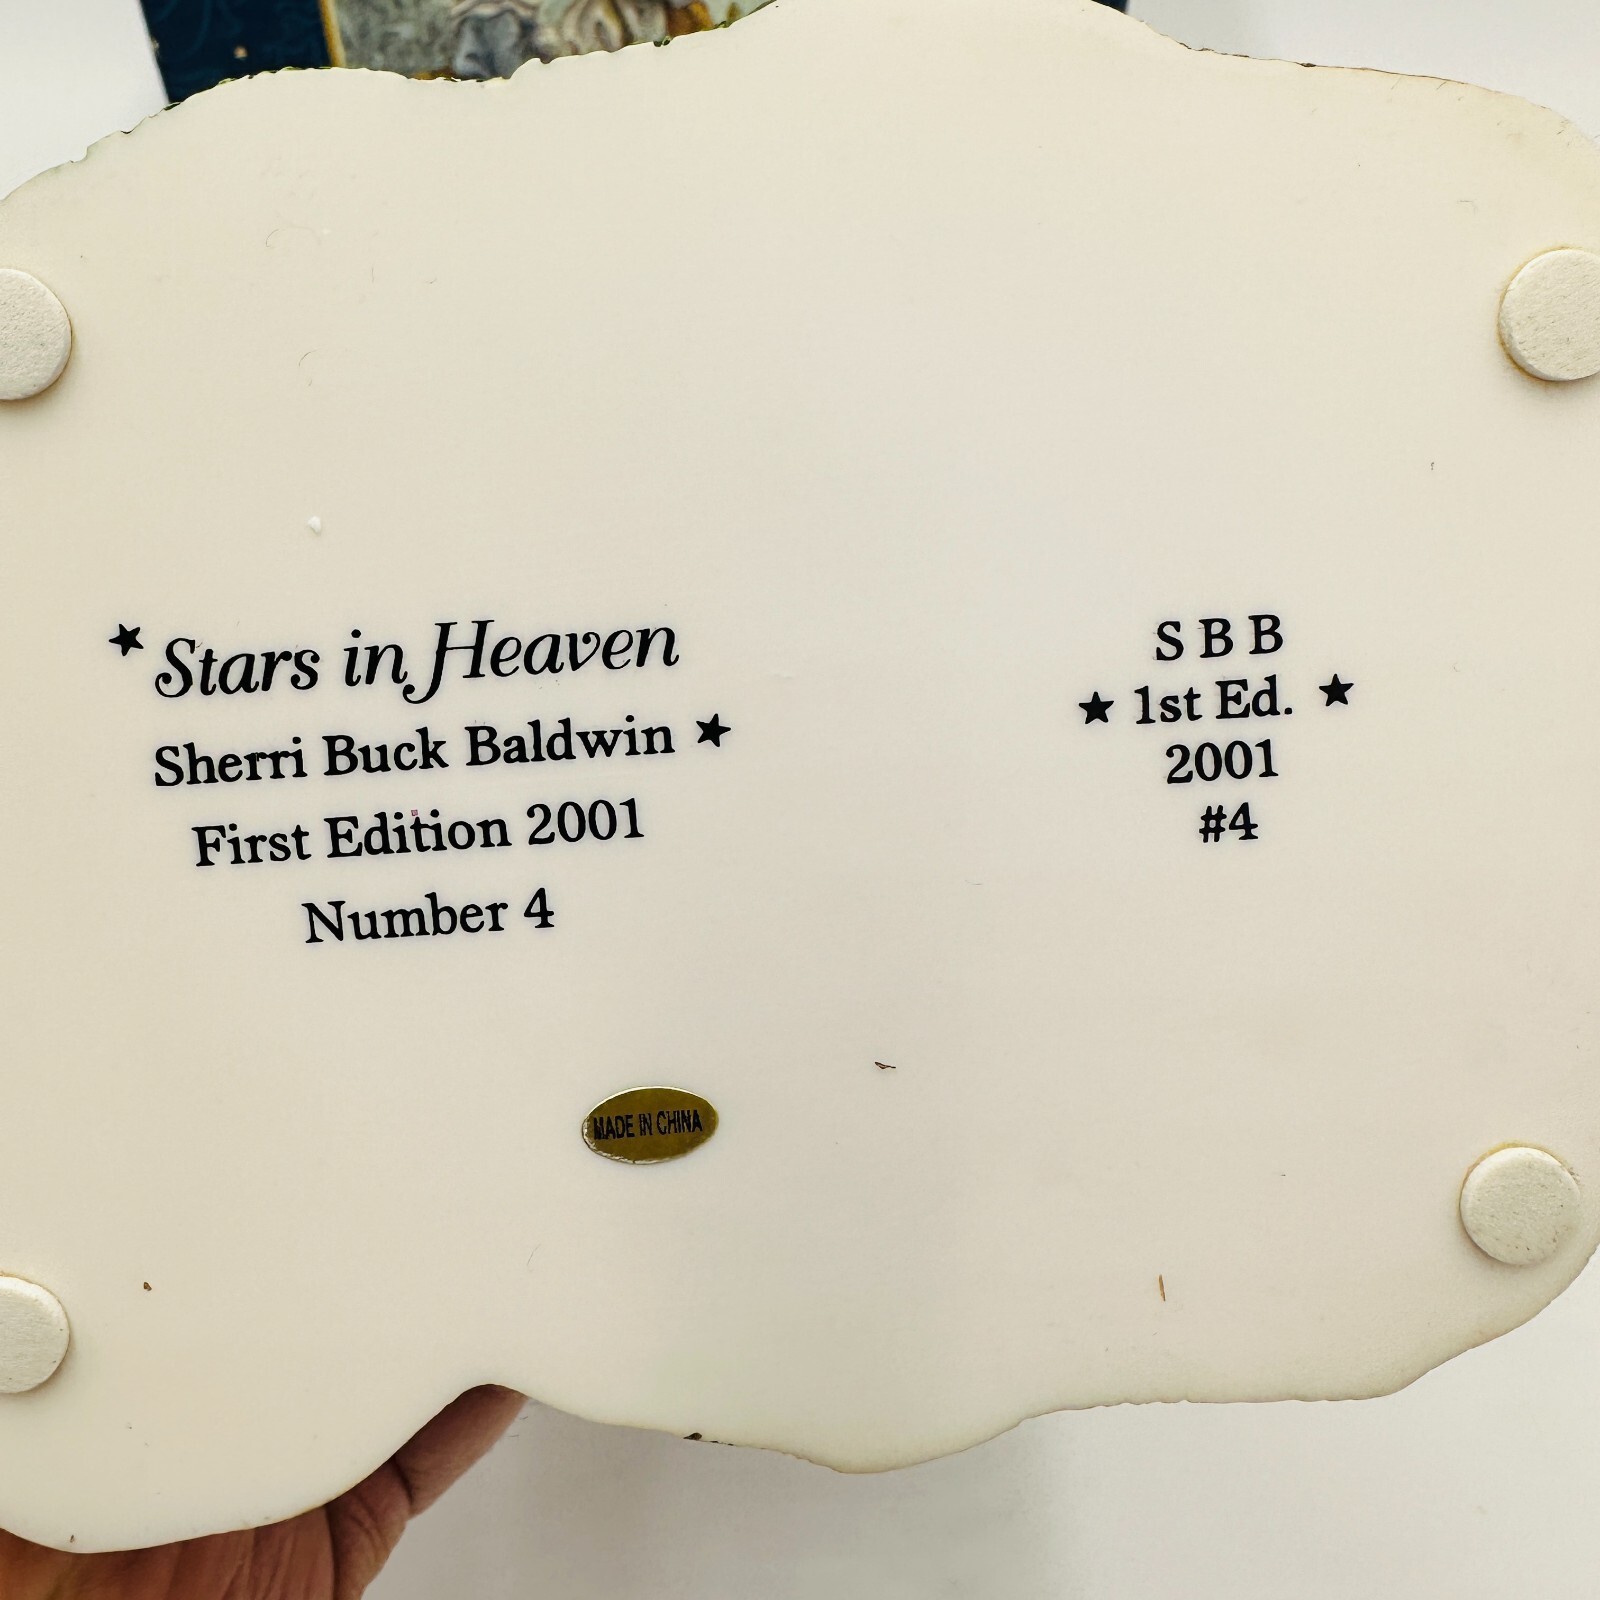 ★ Stars in Heaven
Sherri Buck Baldwin ★
First Edition 2001
Number 4
S B B
★ 1st Ed. ★
2001
#4
MADE IN CHINA